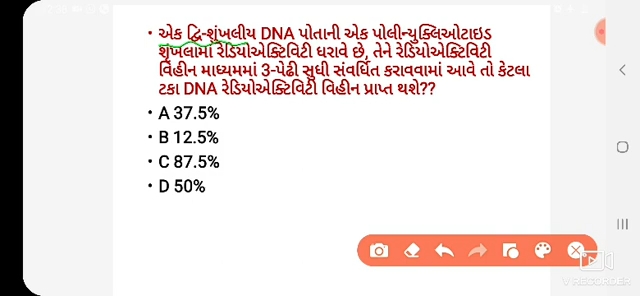 • એક દ્વિ-શુંખલીય DNA પોતાની એક પોલીન્યુક્લિઓટાઇડ
શૃંખલામાં રેડિયોએક્ટિવિટી ધરાવે છે, તેને રેડિયોએક્ટિવિટી
વિહીન માધ્યમમાં 3-પેઢી સુધી સંવર્ધિત કરાવવામાં આવે તો કેટલા
ટકા DNA રેડિયોએક્ટિવિટી વિહીન પ્રાપ્ત થશે??
• A 37.5%
• B 12.5%
• C 87.5%
• D 50%
V RECORDER